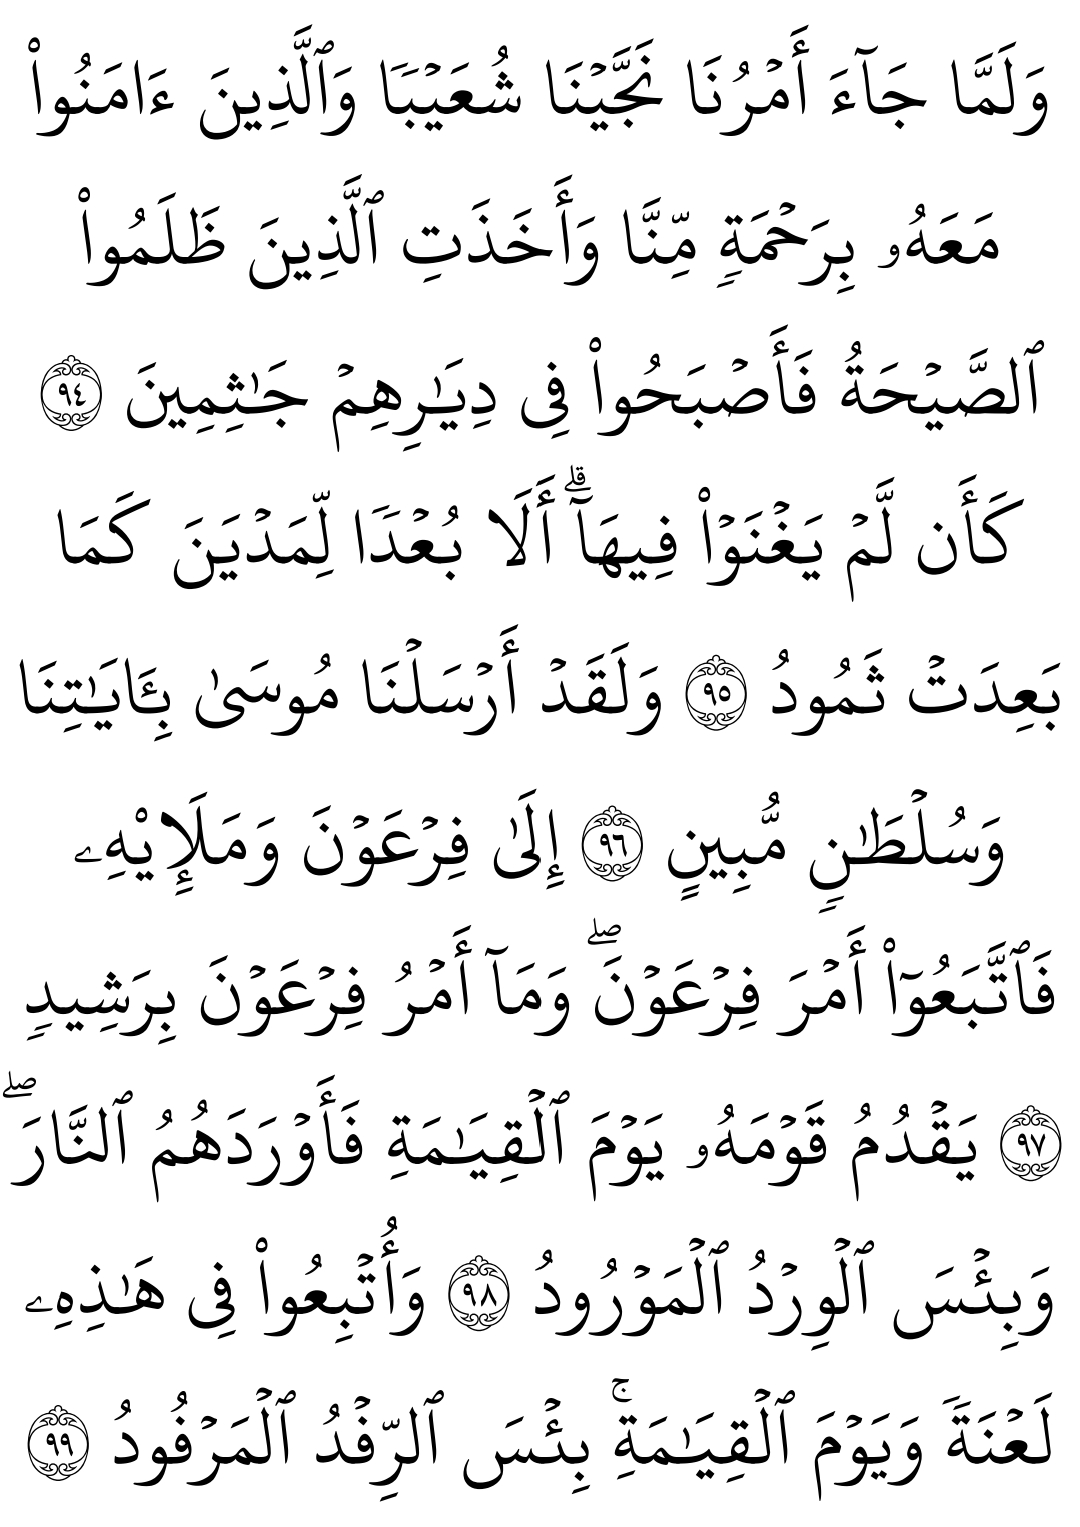 وَلَمَّا جَآءَ أَمۡرُنَا نَجَّيۡنَا شُعَيۡبٗا وَٱلَّذِينَ ءَامَنُواْ
مَعَهُۥ بِرَحۡمَةٖ مِّنَّا وَأَخَذَتِ ٱلَّذِينَ ظَلَمُواْ
ٱلصَّيۡحَةُ فَأَصۡبَحُواْ فِي دِيَٰرِهِمۡ جَٰثِمِينَ ٩٤
كَأَن لَّمۡ يَغۡنَوۡاْ فِيهَآۗ أَلَا بُعۡدٗا لِّمَدۡيَنَ كَمَا
بَعِدَتۡ ثَمُودُ ٩٥ وَلَقَدۡ أَرۡسَلۡنَا مُوسَىٰ بِـَٔايَٰتِنَا
وَسُلۡطَٰنٖ مُّبِينٍ ٩٦ إِلَىٰ فِرۡعَوۡنَ وَمَلَإِيْهِۦ
فَٱتَّبَعُوٓاْ أَمۡرَ فِرۡعَوۡنَۖ وَمَآ أَمۡرُ فِرۡعَوۡنَ بِرَشِيدٖ
٩٧ يَقۡدُمُ قَوۡمَهُۥ يَوۡمَ ٱلۡقِيَٰمَةِ فَأَوۡرَدَهُمُ ٱلنَّارَۖ
وَبِئۡسَ ٱلۡوِرۡدُ ٱلۡمَوۡرُودُ ٩٨ وَأُتۡبِعُواْ فِي هَٰذِهِۦ
لَعۡنَةٗ وَيَوۡمَ ٱلۡقِيَٰمَةِۚ بِئۡسَ ٱلرِّفۡدُ ٱلۡمَرۡفُودُ ٩٩